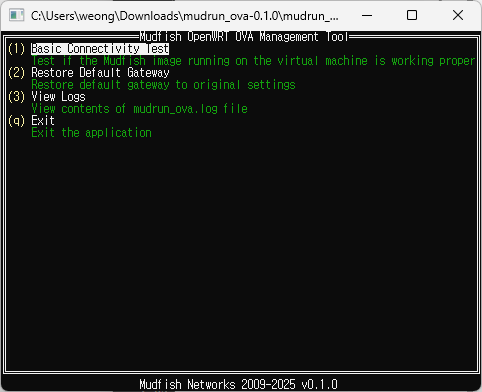 C:\Users\weong\Downloads\mudrun_ova-0.1.0\mudrun_...
Mudfish OpenWRT OVA Management Tool
(1) Basic Connectivity Test
Test if the Mudfish image running on the virtual machine is working proper
(2) Restore Default Gateway
Restore default gateway to original settings
(3) View Logs
View contents of mudrun_ova.log file
(q) Exit
Exit the application
Mudfish Networks 2009-2025 v0.1.0